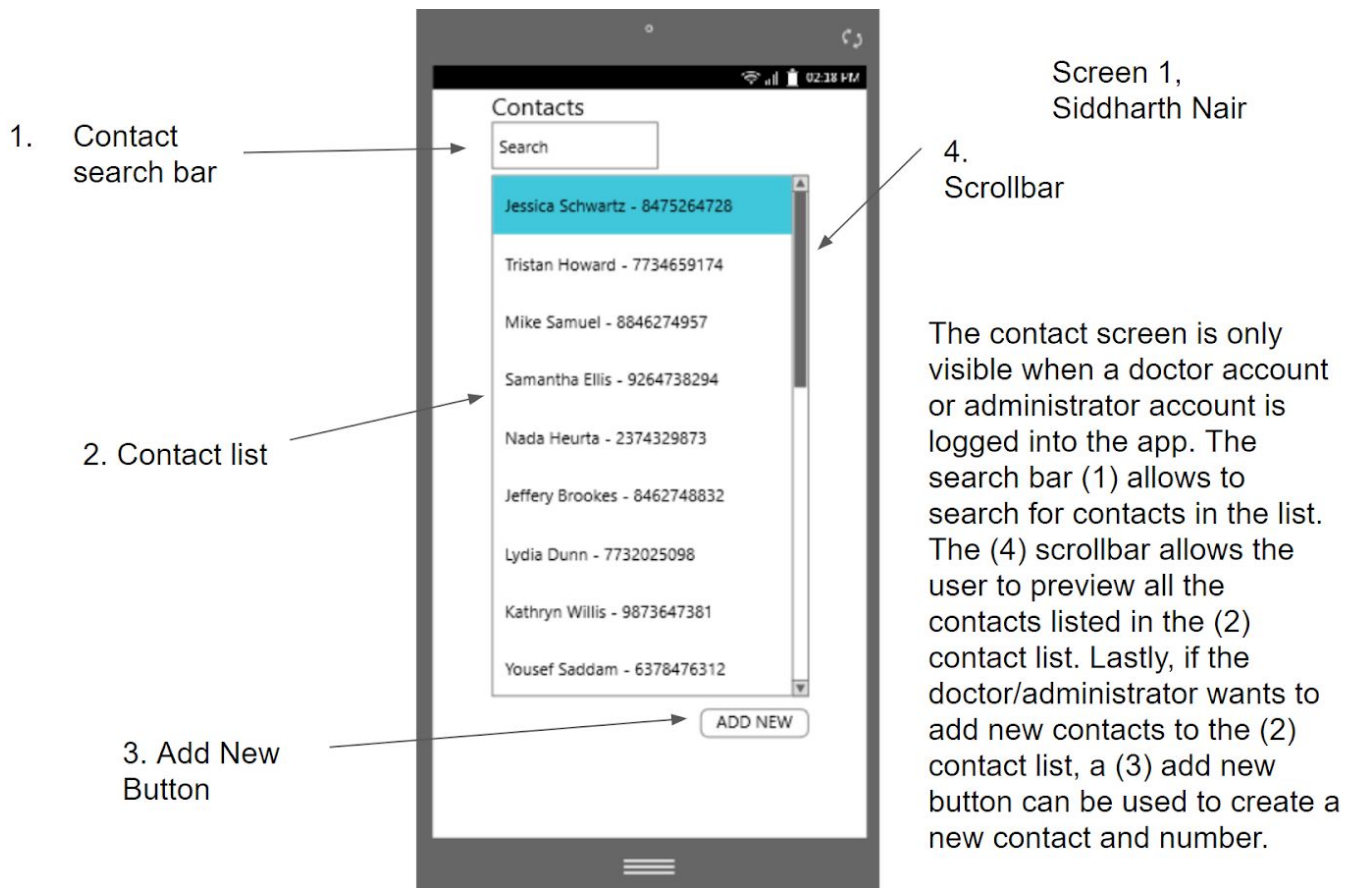 02:18 PM
Screen 1,
Siddharth Nair
Contacts
1. Contact
search bar
Search
4.
Scrollbar
Jessica Schwartz - 8475264728
Tristan Howard - 7734659174
Mike Samuel - 8846274957
Samantha Ellis - 9264738294
2. Contact list
Nada Heurta - 2374329873
Jeffery Brookes - 8462748832
Lydia Dunn - 7732025098
Kathryn Willis - 9873647381
Yousef Saddam - 6378476312
3. Add New
Button
ADD NEW
The contact screen is only
visible when a doctor account
or administrator account is
logged into the app. The
search bar (1) allows to
search for contacts in the list.
The (4) scrollbar allows the
user to preview all the
contacts listed in the (2)
contact list. Lastly, if the
doctor/administrator wants to
add new contacts to the (2)
contact list, a (3) add new
button can be used to create a
new contact and number.